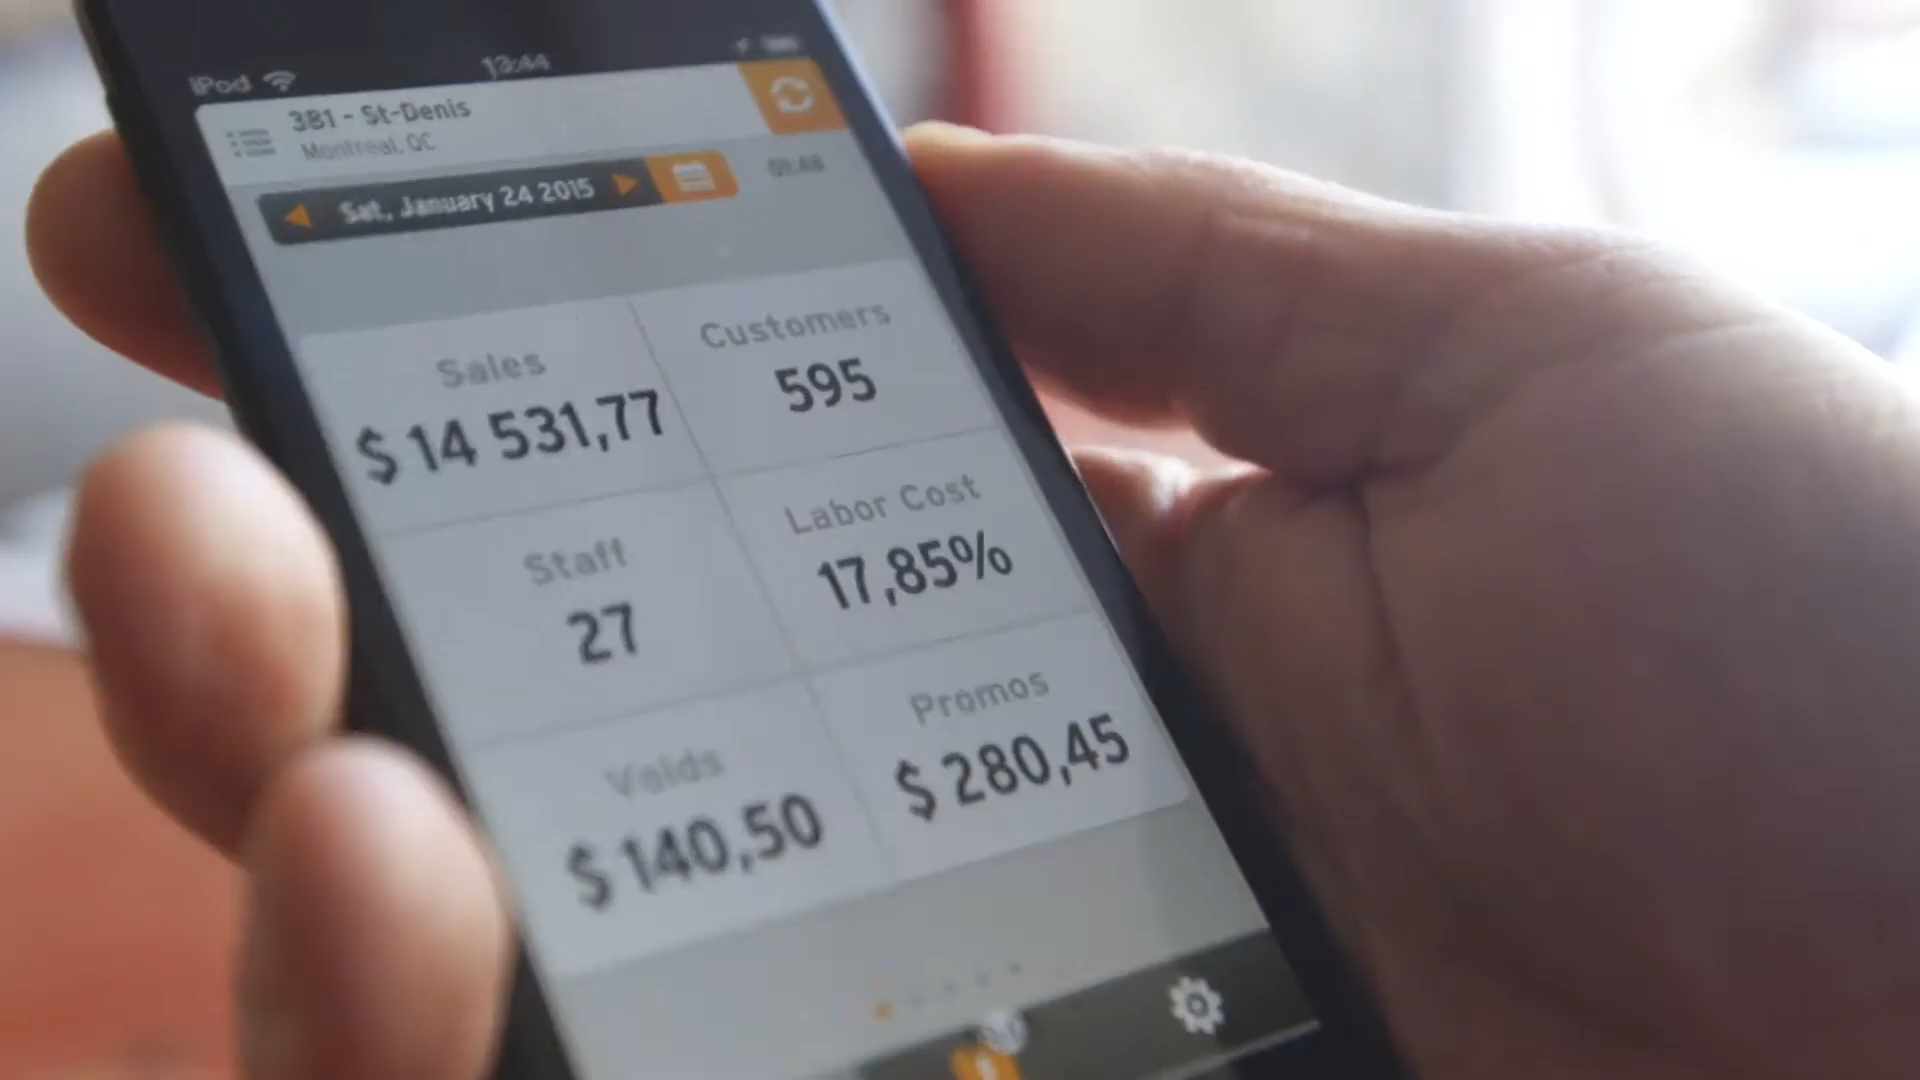 iPod 13:44
3B1 - St-Denis
Montreal, QC
Sat, January 24 2015
Sales
$ 14 531,77
Customers
595
Staff
27
Labor Cost
17,85%
Voids
$ 140,50
Promos
$ 280,45